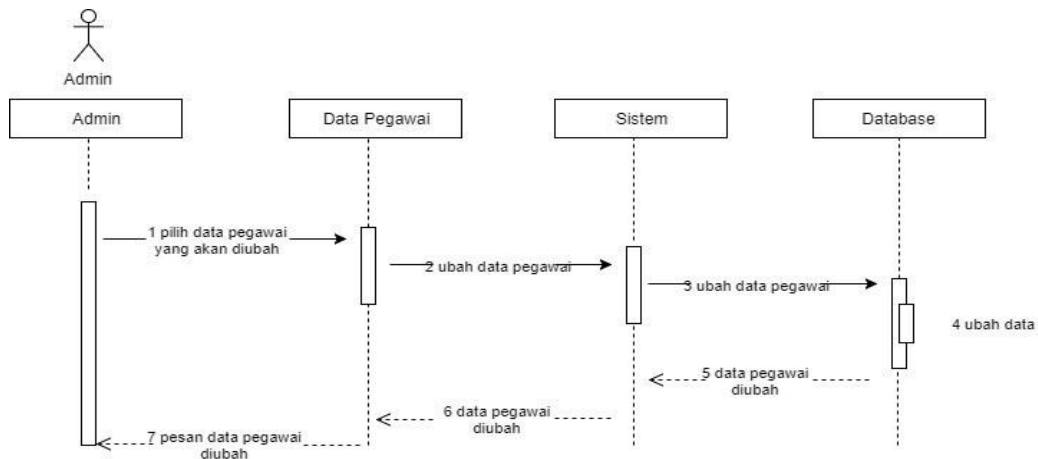 Admin
Admin
Data Pegawai
Sistem
Database
1 pilih data pegawai
yang akan diubah
2 ubah data pegawai
3 ubah data pegawai
4 ubah data
5 data pegawai
diubah
6 data pegawai
diubah
7 pesan data pegawai
diubah